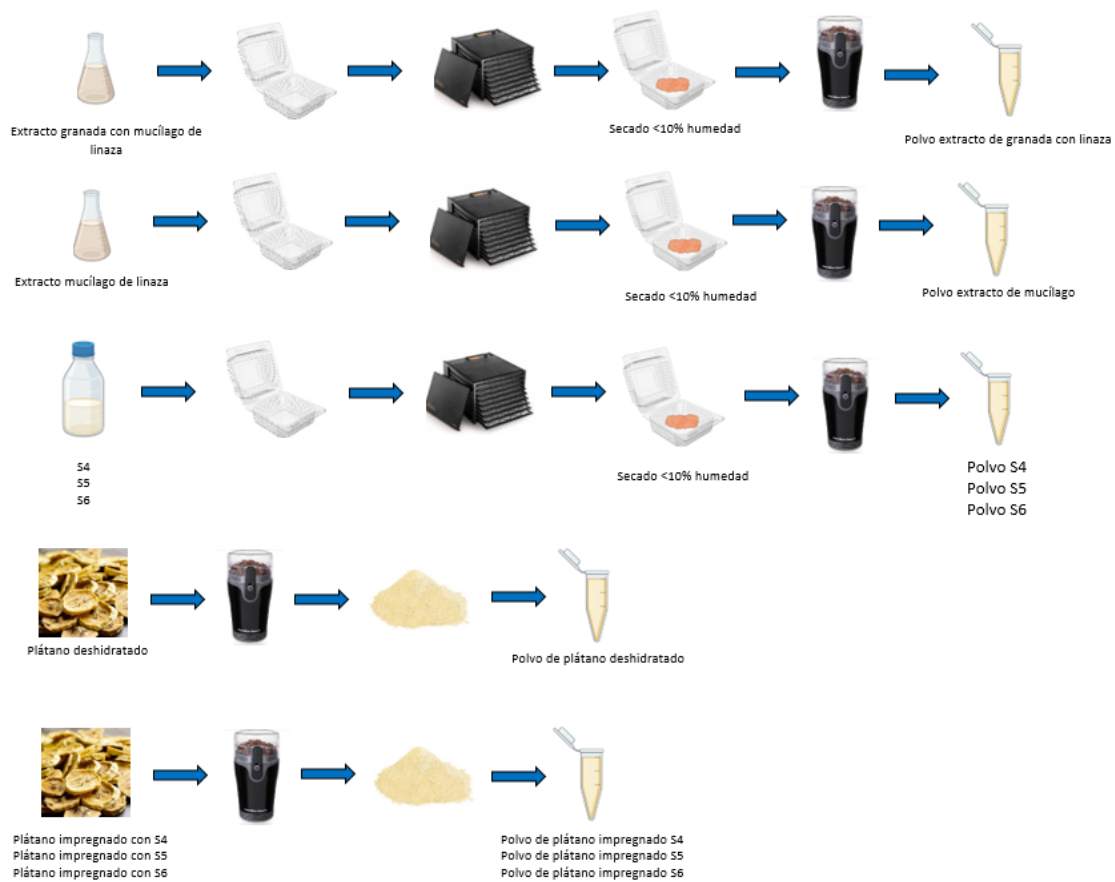 Extracto granada con mucílago de
linaza
Secado <10% humedad
Polvo extracto de granada con linaza
Extracto mucílago de linaza
Secado <10% humedad
Polvo extracto de mucílago
S4
S5
S6
Secado <10% humedad
Polvo S4
Polvo S5
Polvo S6
Plátano deshidratado
Polvo de plátano deshidratado
Plátano impregnado con S4
Plátano impregnado con S5
Plátano impregnado con S6
Polvo de plátano impregnado S4
Polvo de plátano impregnado S5
Polvo de plátano impregnado S6